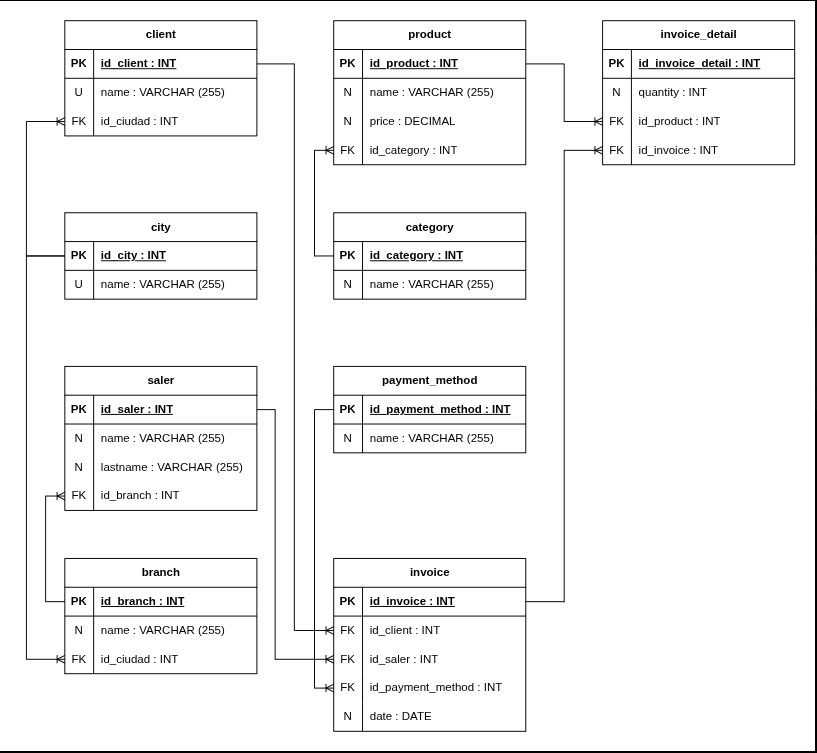 client
PK id_client : INT
U name : VARCHAR (255)
FK id_ciudad : INT
product
PK id_product : INT
N name : VARCHAR (255)
N price : DECIMAL
FK id_category : INT
invoice_detail
PK id_invoice_detail : INT
N quantity : INT
FK id_product : INT
FK id_invoice : INT
city
PK id_city : INT
U name : VARCHAR (255)
category
PK id_category : INT
N name : VARCHAR (255)
saler
PK id_saler : INT
N name : VARCHAR (255)
N lastname : VARCHAR (255)
FK id_branch : INT
payment_method
PK id_payment_method : INT
N name : VARCHAR (255)
branch
PK id_branch : INT
N name : VARCHAR (255)
FK id_ciudad : INT
invoice
PK id_invoice : INT
FK id_client : INT
FK id_saler : INT
FK id_payment_method : INT
N date : DATE